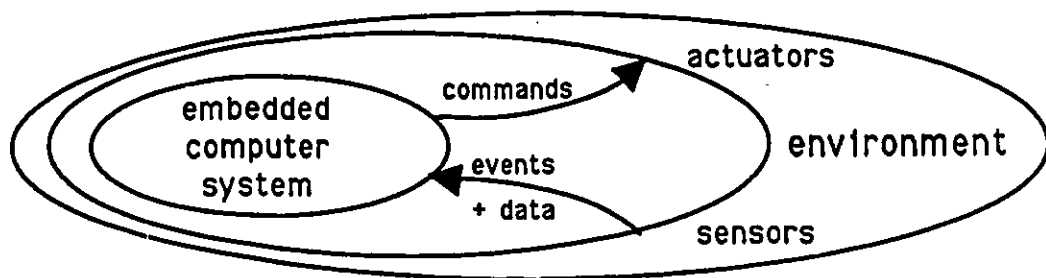 embedded
computer
system
commands
events
+ data
actuators
environment
sensors